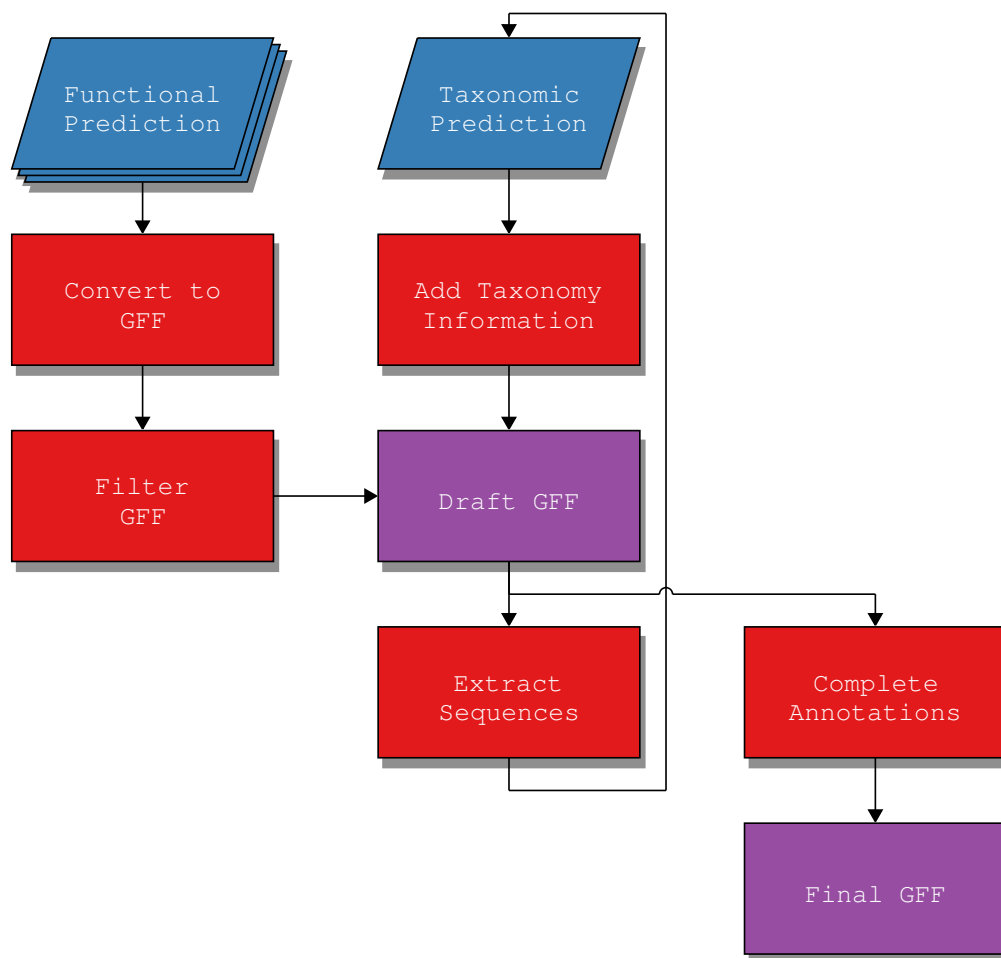 Functional
Prediction
Taxonomic
Prediction
Convert to
GFF
Add Taxonomy
Information
Filter
GFF
Draft GFF
Extract
Sequences
Complete
Annotations
Final GFF